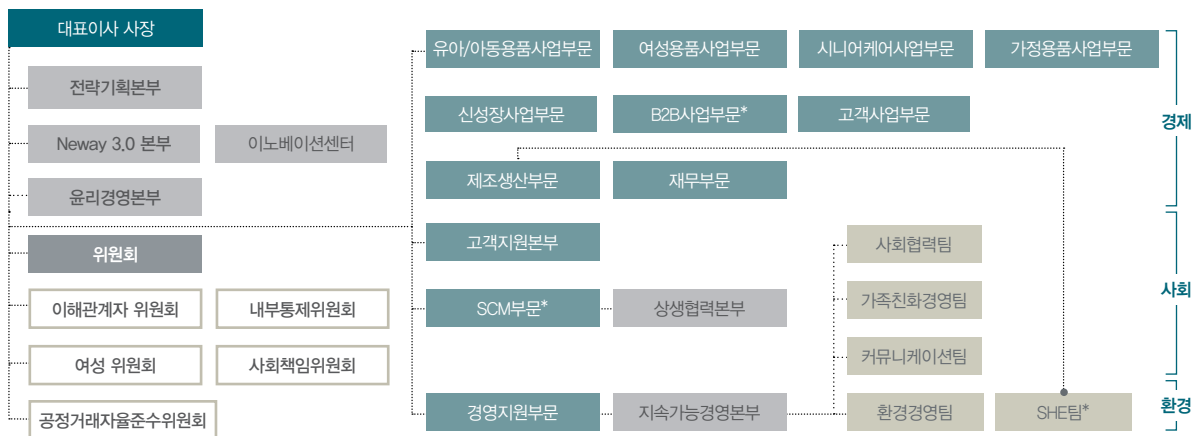 대표이사 사장
전략기획본부
Neway 3.0 본부
이노베이션센터
윤리경영본부
위원회
이해관계자 위원회
내부통제위원회
여성 위원회
사회책임위원회
공정거래자율준수위원회
유아/아동용품사업부문
여성용품사업부문
시니어케어사업부문
가정용품사업부문
신성장사업부문
B2B사업부문*
고객사업부문
제조생산부문
재무부문
고객지원본부
SCM부문*
상생협력본부
경영지원부문
지속가능경영본부
사회협력팀
가족친화경영팀
커뮤니케이션팀
환경경영팀
SHE팀*
경제
사회
환경